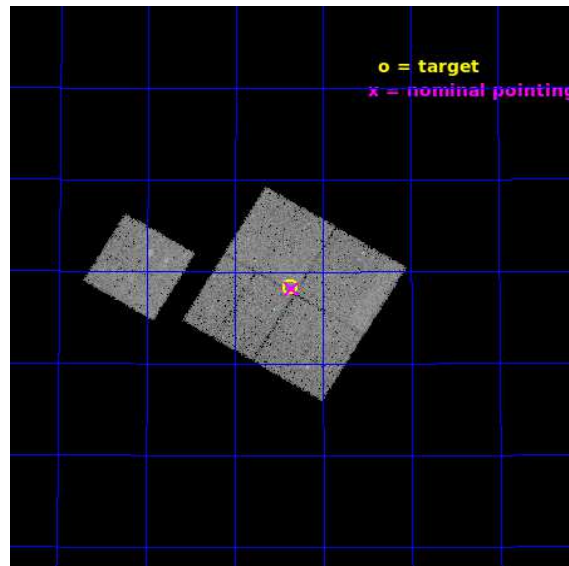 o = target
x = nominal pointing